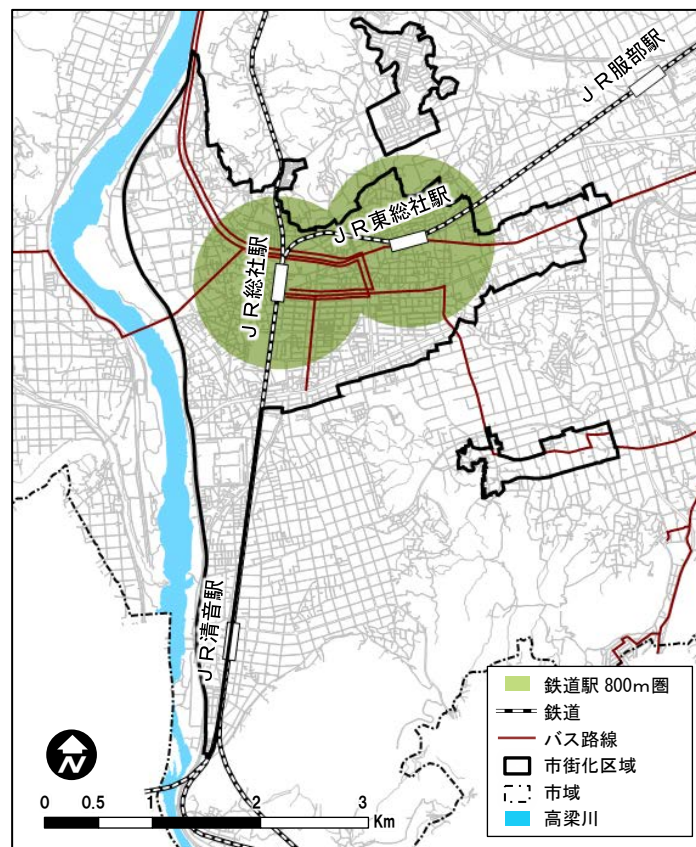 JR服部駅
JR東総社駅
JR総社駅
JR清音駅
鉄道駅 800m圏
鉄道
バス路線
市街化区域
市域
高梁川
N
0 0.5 1 2 3
Km